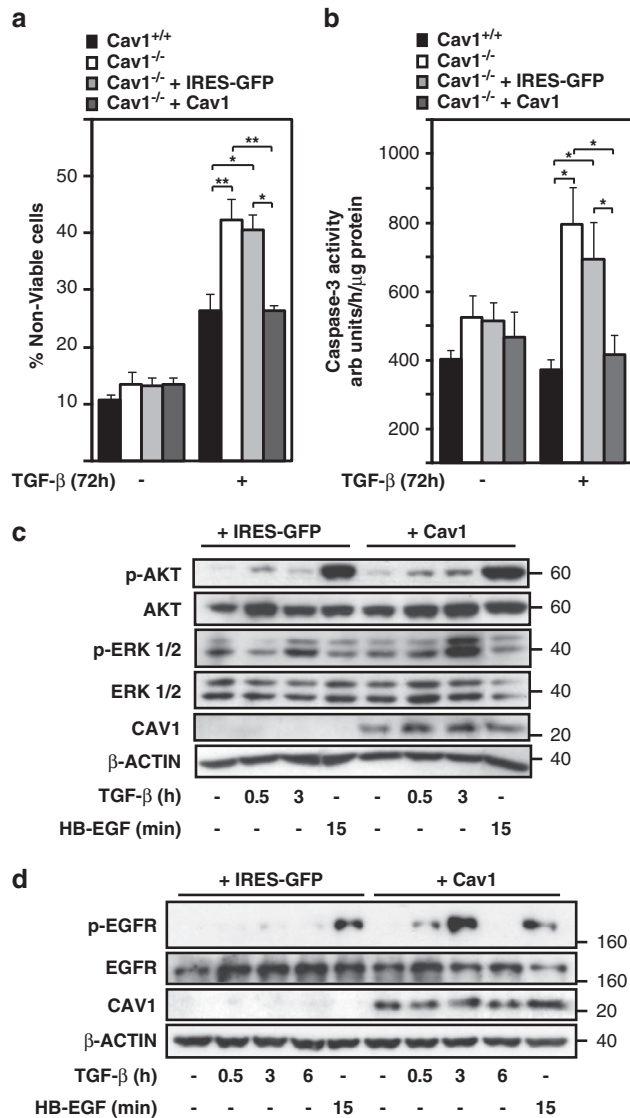 a
Cav1+/+
Cav1-/-
Cav1-/- + IRES-GFP
Cav1-/- + Cav1
% Non-Viable cells
50
40
30
20
10
** * ** *
TGF-β (72h) - +
b
Cav1+/+
Cav1-/-
Cav1-/- + IRES-GFP
Cav1-/- + Cav1
Caspase-3 activity
arb units/h/μg protein
1000
800
600
400
200
* * * *
TGF-β (72h) - +
c
+ IRES-GFP + Cav1
p-AKT 60
AKT 60
p-ERK 1/2 40
ERK 1/2 40
CAV1 20
β-ACTIN 40
TGF-β (h) - 0.5 3 - - 0.5 3 -
HB-EGF (min) - - - 15 - - - 15
d
+ IRES-GFP + Cav1
p-EGFR 160
EGFR 160
CAV1 20
β-ACTIN 40
TGF-β (h) - 0.5 3 6 - - 0.5 3 6 -
HB-EGF (min) - - - - 15 - - - - 15